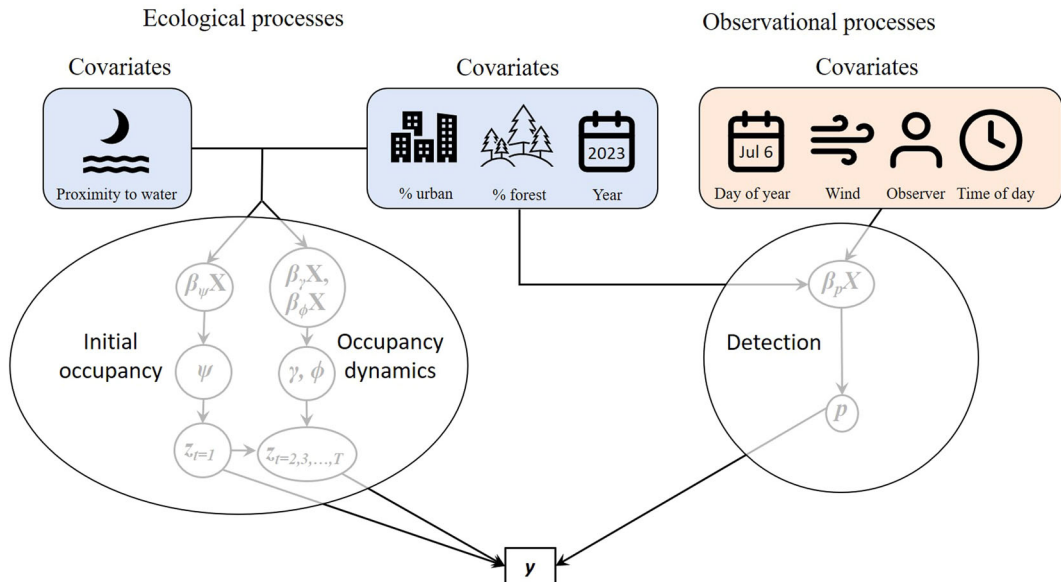 Ecological processes
Observational processes
Covariates
Covariates
Covariates
2023
Jul 6
Proximity to water
% urban
% forest
Year
Day of year
Wind
Observer
Time of day
βψX
βγX,
βϕX
βpX
Initial
occupancy
Occupancy
dynamics
Detection
ψ
γ, ϕ
p
zt=1
zt=2,3,…,T
y